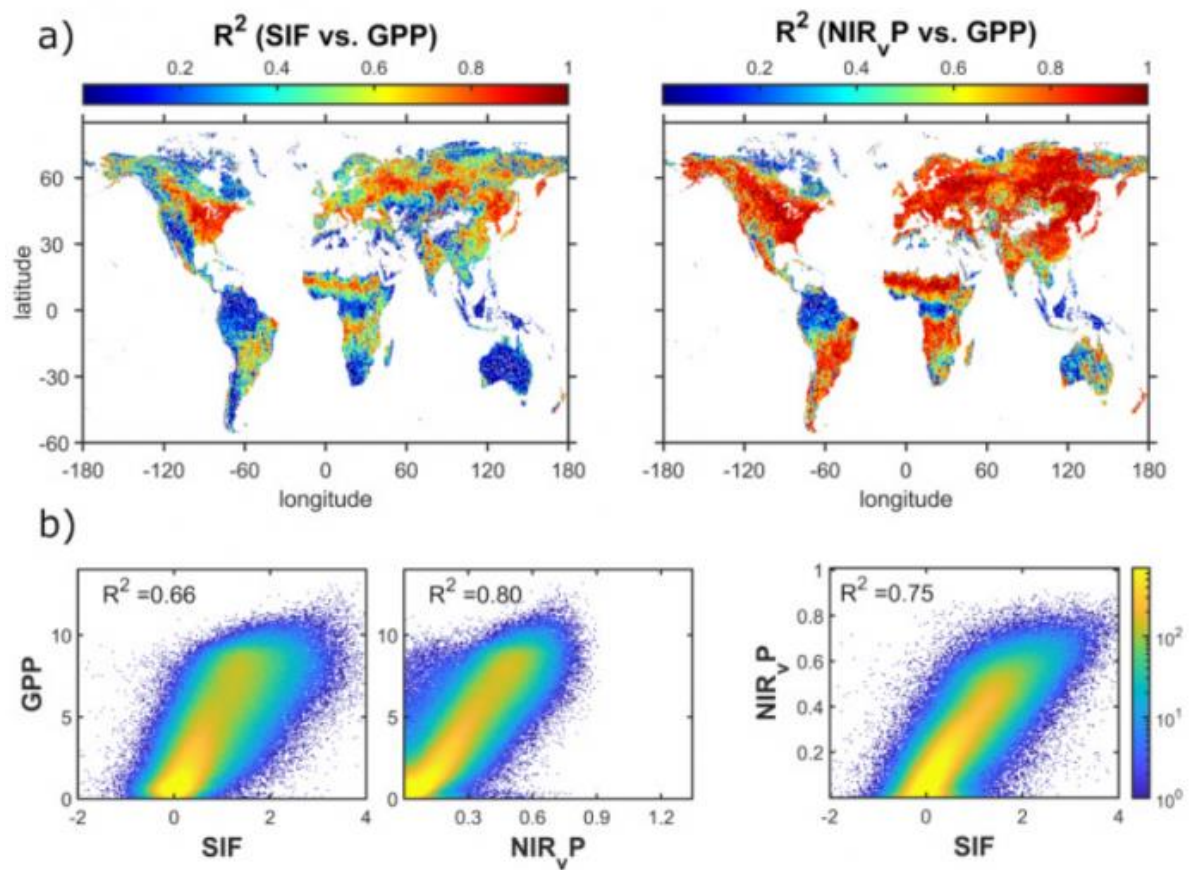 a)
R² (SIF vs. GPP)
0.2 0.4 0.6 0.8 1
latitude
60
30
0
-30
-60
-180 -120 -60 0 60 120 180
longitude
R² (NIRᵥP vs. GPP)
0.2 0.4 0.6 0.8 1
-180 -120 -60 0 60 120 180
longitude
b)
R² =0.66
GPP
10
5
0
-2 0 2 4
SIF
R² =0.80
0.3 0.6 0.9 1.2
NIRᵥP
R² =0.75
NIRᵥP
1
0.8
0.6
0.4
0.2
-2 0 2 4
SIF
10²
10¹
10⁰